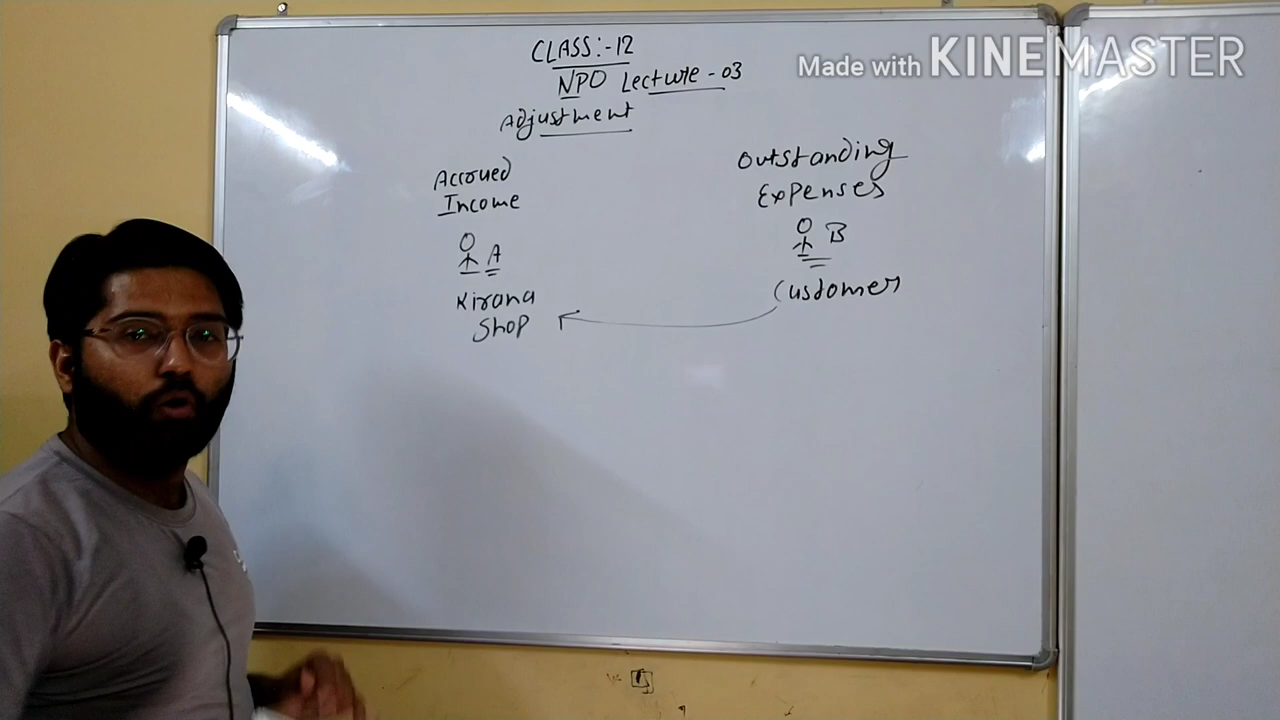 Made with KINEMASTER
CLASS:-12
NPO Lecture-03
Adjustment
Accrued
Income
A
Kirana
Shop
Outstanding
Expenses
B
Customer